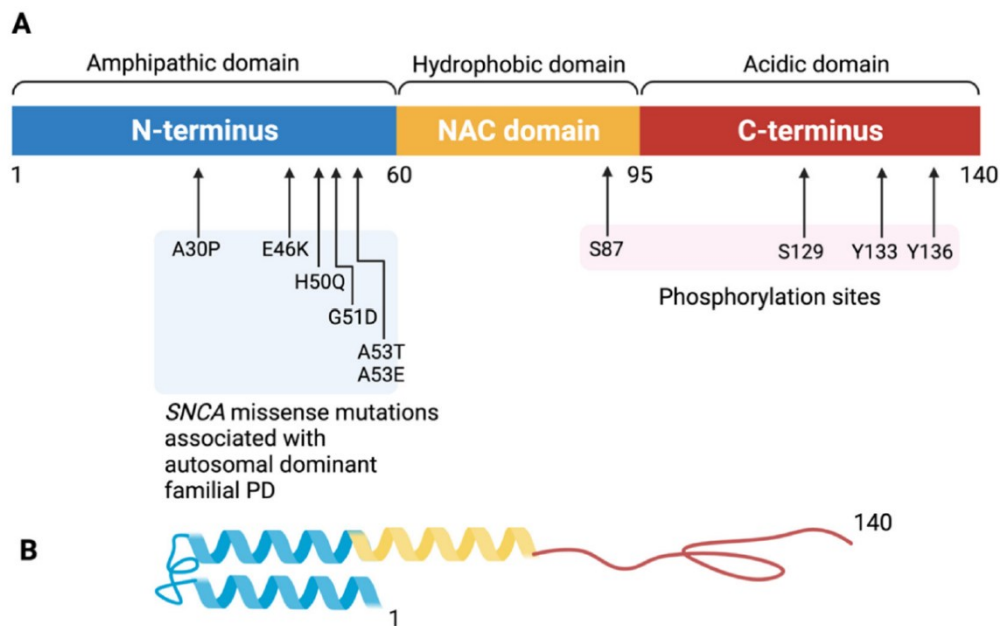 A
Amphipathic domain Hydrophobic domain Acidic domain
N-terminus NAC domain C-terminus
1 60 95 140
A30P E46K S87 S129 Y133 Y136
H50Q
G51D
Phosphorylation sites
A53T
A53E
SNCA missense mutations
associated with
autosomal dominant
familial PD
B
140
1